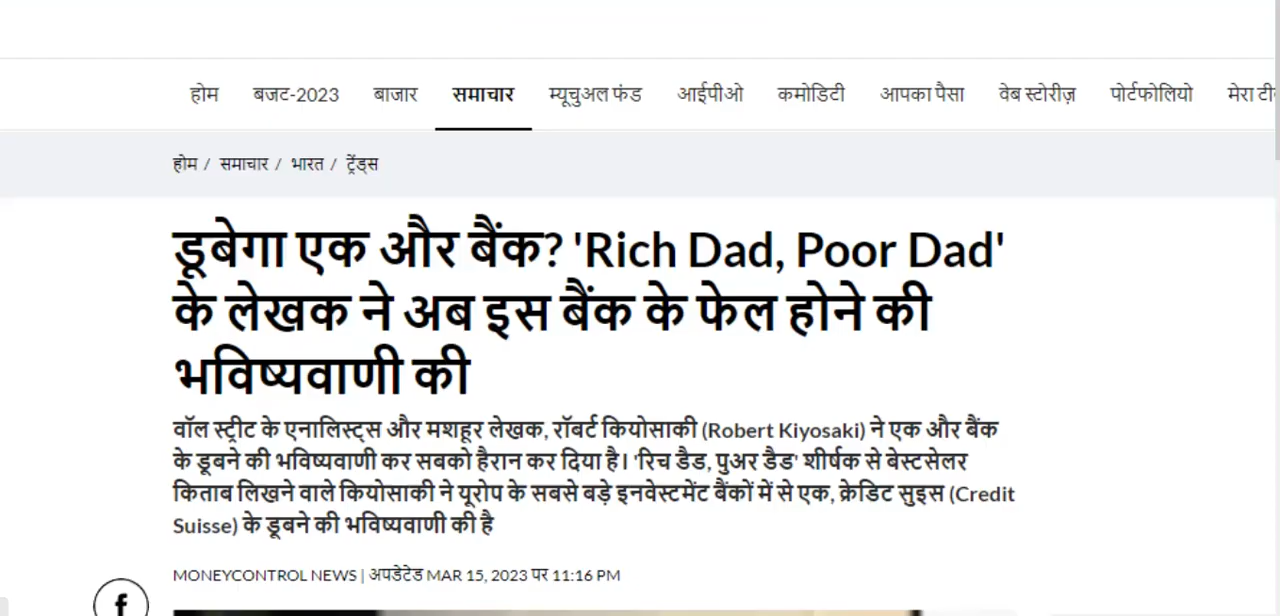 होम बजट-2023 बाजार समाचार म्यूचुअल फंड आईपीओ कमोडिटी आपका पैसा वेब स्टोरीज़ पोर्टफोलियो मेरा
होम / समाचार / भारत / ट्रेंड्स
डूबेगा एक और बैंक? 'Rich Dad, Poor Dad'
के लेखक ने अब इस बैंक के फेल होने की
भविष्यवाणी की
वॉल स्ट्रीट के एनालिस्ट्स और मशहूर लेखक, रॉबर्ट कियोसाकी (Robert Kiyosaki) ने एक और बैंक
के डूबने की भविष्यवाणी कर सबको हैरान कर दिया है। 'रिच डैड, पुअर डैड' शीर्षक से बेस्टसेलर
किताब लिखने वाले कियोसाकी ने यूरोप के सबसे बड़े इनवेस्टमेंट बैंकों में से एक, क्रेडिट सुइस (Credit
Suisse) के डूबने की भविष्यवाणी की है
MONEYCONTROL NEWS | अपडेटेड MAR 15, 2023 पर 11:16 PM
f